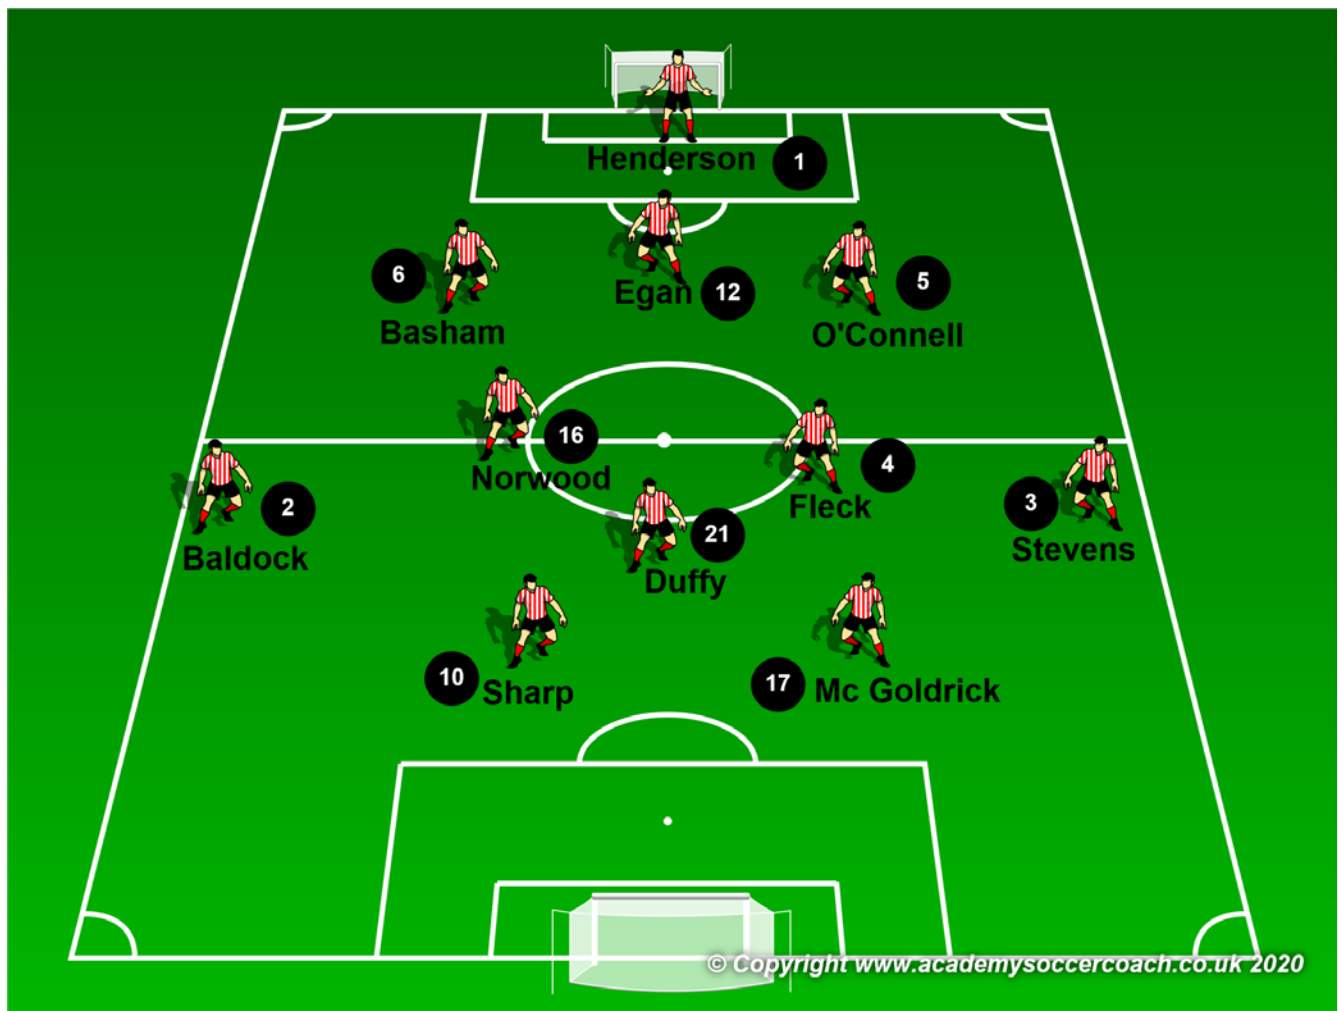 Henderson
1
6
Basham
Egan
12
5
O'Connell
16
Norwood
4
Fleck
2
Baldock
21
Duffy
3
Stevens
10
Sharp
17
Mc Goldrick
© Copyright www.academysoccercoach.co.uk 2020